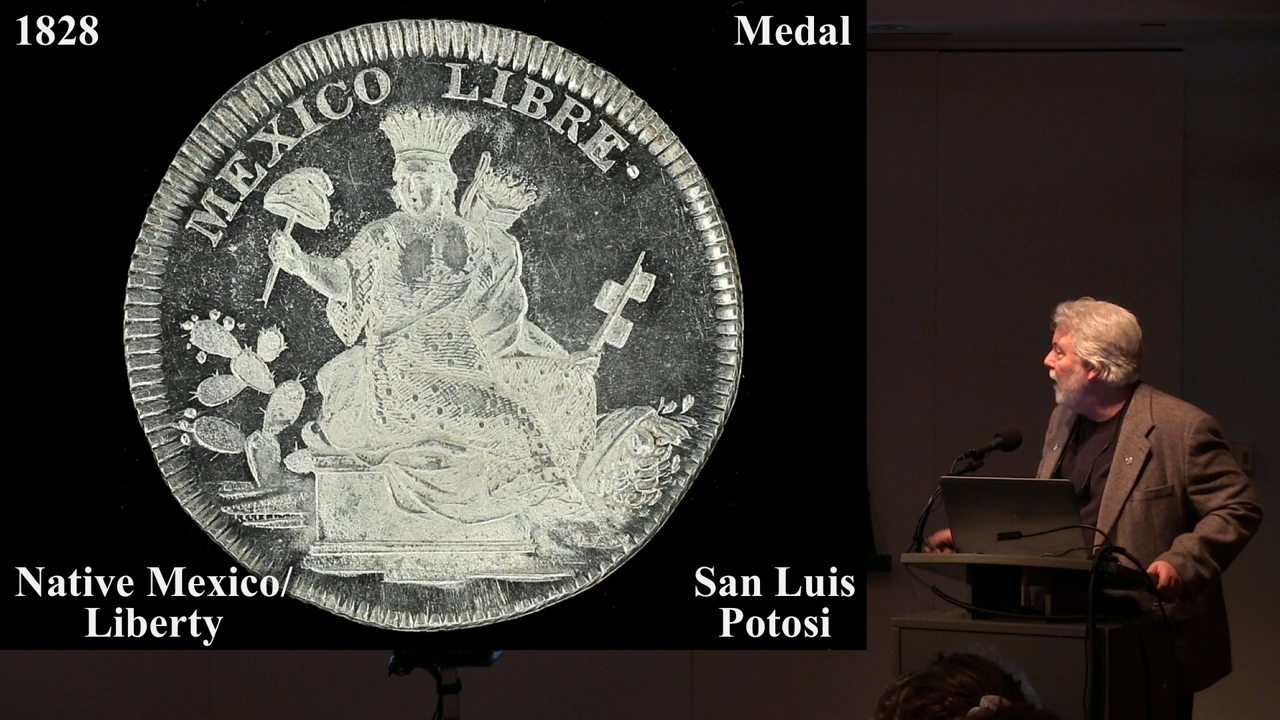 1828
Medal
MEXICO LIBRE.
Native Mexico/
Liberty
San Luis
Potosi